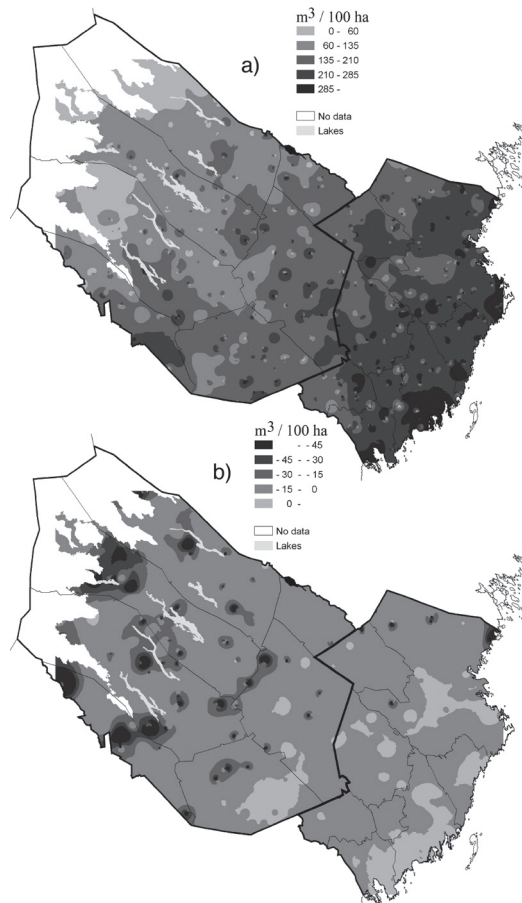 m³ / 100 ha
0 - 60
60 - 135
135 - 210
210 - 285
285 -
No data
Lakes
a)
m³ / 100 ha
- - 45
- 45 - - 30
- 30 - - 15
- 15 - 0
0 -
No data
Lakes
b)